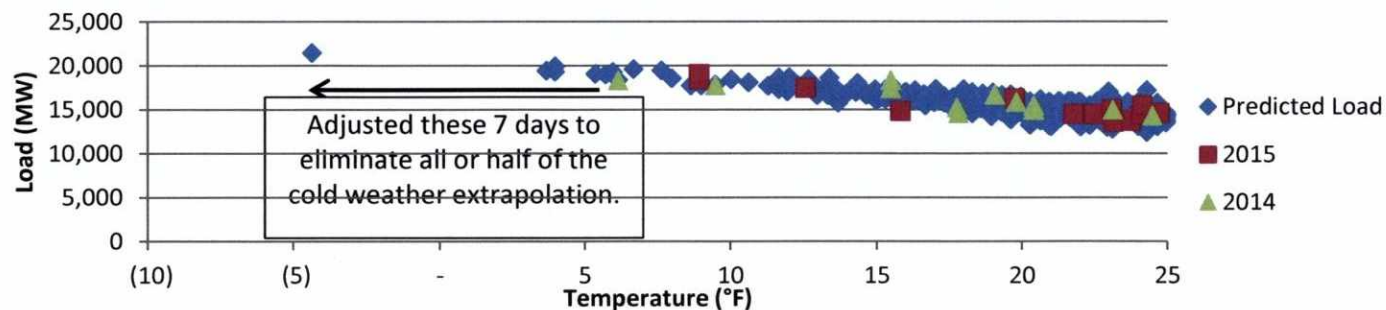 25,000
20,000
15,000
10,000
5,000
0
Load (MW)
Adjusted these 7 days to
eliminate all or half of the
cold weather extrapolation.
(10) (5) - 5 10 15 20 25
Temperature (°F)
Predicted Load
2015
2014